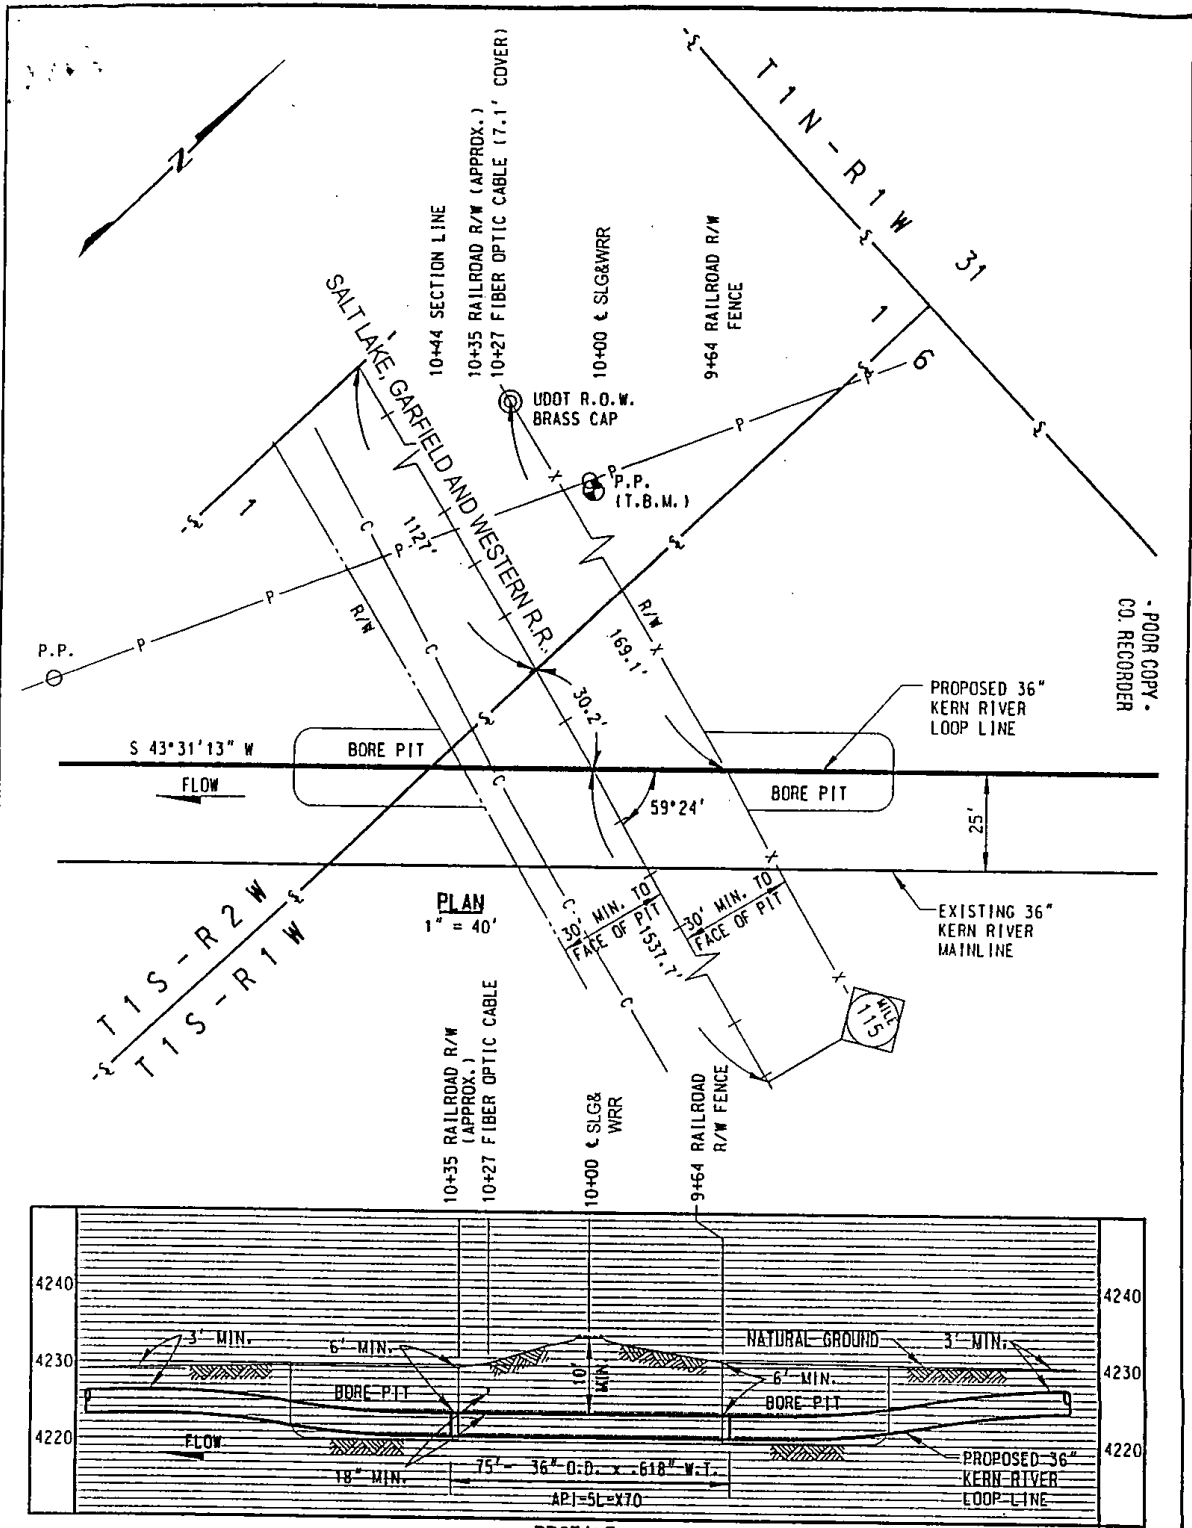 N
10+44 SECTION LINE
10+35 RAILROAD R/W (APPROX.)
10+27 FIBER OPTIC CABLE (7.1' COVER)
10+00 ℄ SLG&WRR
9+64 RAILROAD R/W
FENCE
T 1 N - R 1 W
31
1
6
SALT LAKE, GARFIELD AND WESTERN R.R.
UDOT R.O.W.
BRASS CAP
P
P
P.P.
(T.B.M.)
X
1
C
1127'
P
P
P
P.P.
R/W
C
R/W
X
169.1'
30.2'
• POOR COPY •
CO. RECORDER
PROPOSED 36"
KERN RIVER
LOOP LINE
S 43°31'13" W
BORE PIT
FLOW
C
59°24'
BORE PIT
25'
X
PLAN
1" = 40'
C
30' MIN. TO
FACE OF PIT
30' MIN. TO
FACE OF PIT
1537.7'
EXISTING 36"
KERN RIVER
MAINLINE
X
C
MILE
115
T 1 S - R 2 W
T 1 S - R 1 W
10+35 RAILROAD R/W
(APPROX.)
10+27 FIBER OPTIC CABLE
10+00 ℄ SLG&
WRR
9+64 RAILROAD
R/W FENCE
4240
4240
3' MIN.
6' MIN.
NATURAL GROUND
3' MIN.
4230
4230
10'
MIN.
6' MIN.
BORE PIT
BORE PIT
4220
4220
FLOW
18" MIN.
75' - 36" O.D. x .618" W.T.
API-5L-X70
PROPOSED 36"
KERN RIVER
LOOP LINE